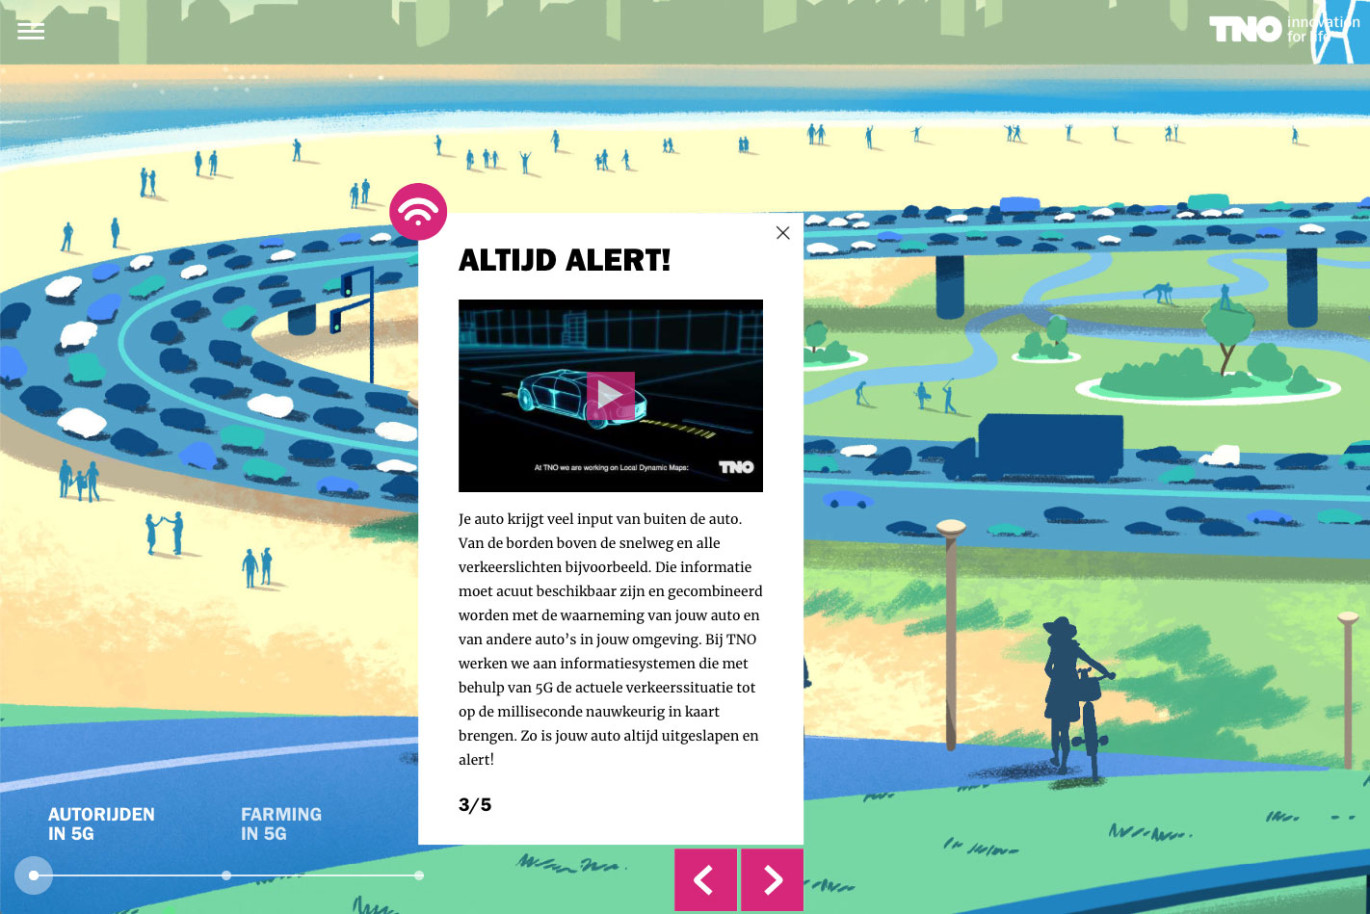 TNO innovation
for life
ALTIJD ALERT!
At TNO we are working on Local Dynamic Maps:
TNO
Je auto krijgt veel input van buiten de auto.
Van de borden boven de snelweg en alle
verkeerslichten bijvoorbeeld. Die informatie
moet acuut beschikbaar zijn en gecombineerd
worden met de waarneming van jouw auto en
van andere auto’s in jouw omgeving. Bij TNO
werken we aan informatiesystemen die met
behulp van 5G de actuele verkeerssituatie tot
op de milliseconde nauwkeurig in kaart
brengen. Zo is jouw auto altijd uitgeslapen en
alert!
3/5
AUTORIJDEN
IN 5G
FARMING
IN 5G